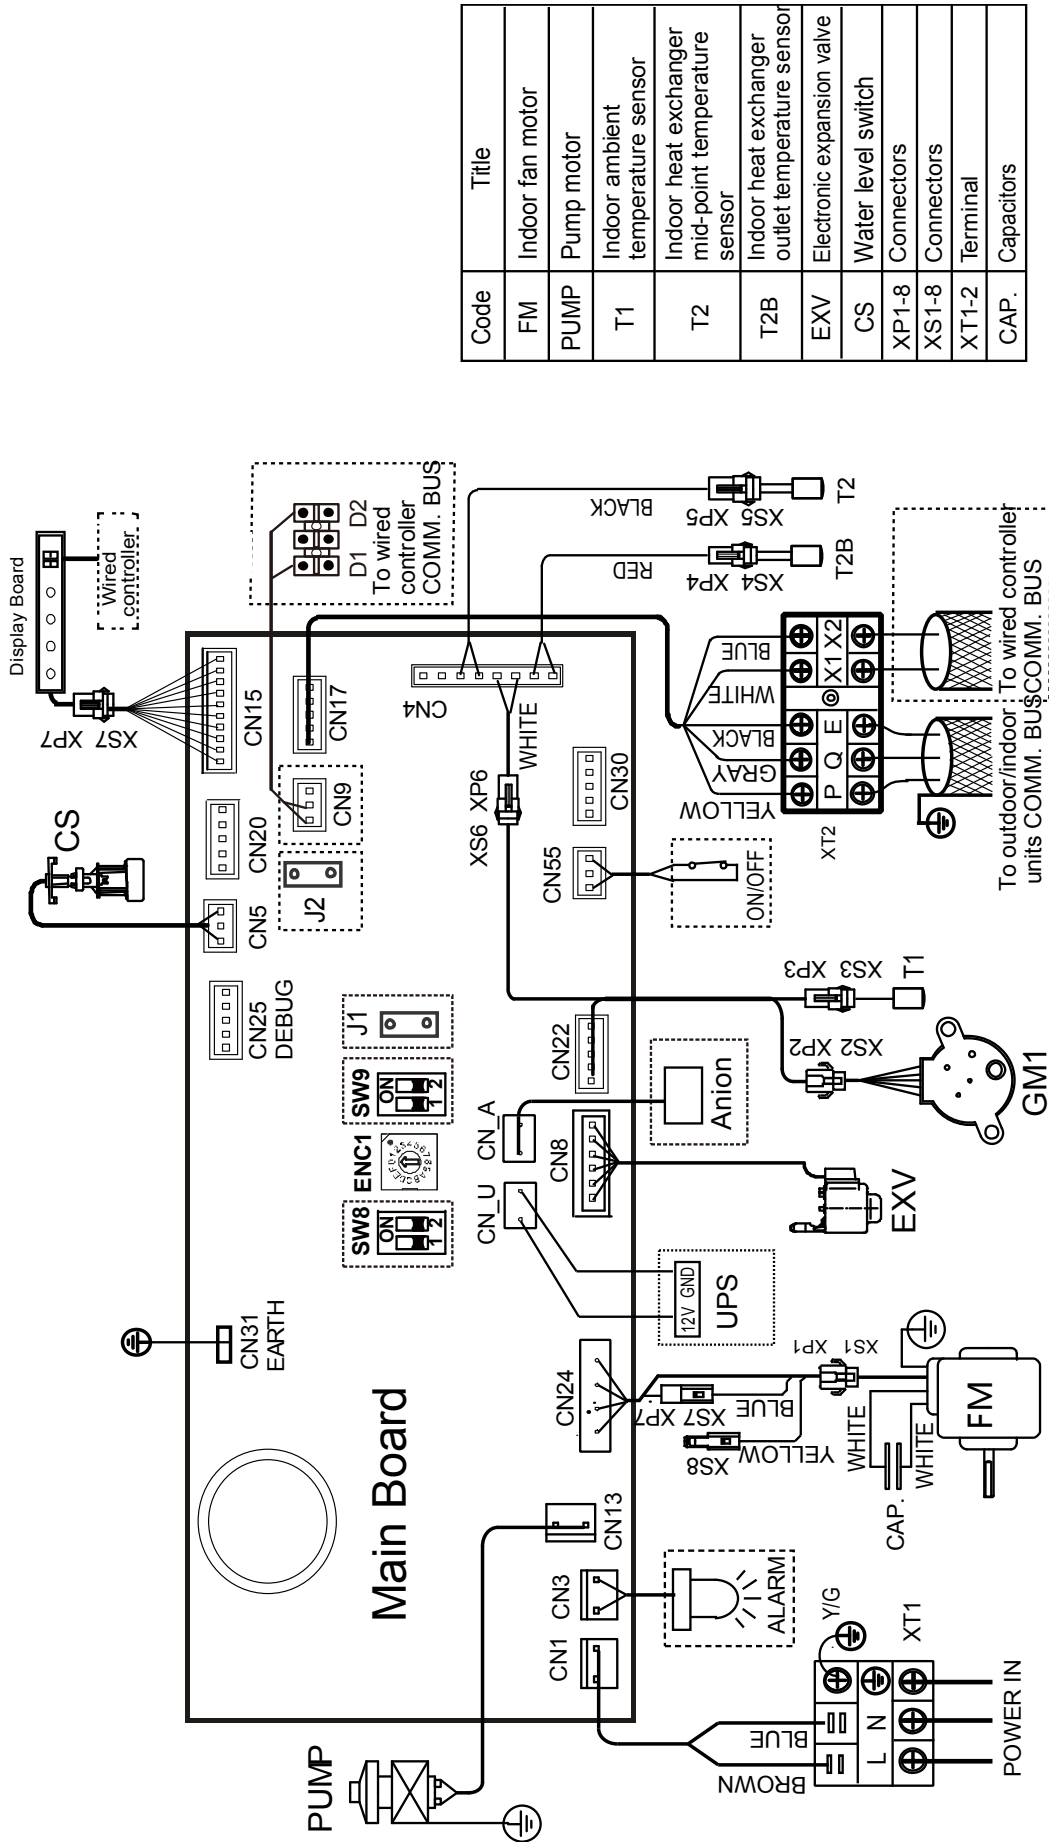 Display Board
Wired
controller
XP7 XS7
CS
CN31
EARTH
CN25
DEBUG
CN5
CN20
CN15
SW8
ON
1 2
ENC1
SW9
ON
1 2
J1
J2
CN9
CN17
D1 D2
To wired
controller
COMM. BUS
Main Board
CN4
WHITE
XS6 XP6
PUMP
CN1
CN3
CN13
CN24
CN_U
CN_A
CN8
CN22
CN55
CN30
BROWN
BLUE
L N
XT1
Y/G
POWER IN
ALARM
XP7 XS7
XS8
BLUE
YELLOW
XP1 XS1
WHITE
WHITE
CAP.
FM
12V GND
UPS
EXV
Anion
XP2 XS2
GM1
XP3 XS3
T1
ON/OFF
YELLOW
GRAY
BLACK
WHITE
BLUE
P Q E X1 X2
XT2
To outdoor/indoor
units COMM. BUS
To wired controller
COMM. BUS
RED
XP4 XS4
T2B
BLACK
XP5 XS5
T2
Code Title
FM Indoor fan motor
PUMP Pump motor
T1 Indoor ambient
temperature sensor
T2 Indoor heat exchanger
mid-point temperature
sensor
T2B Indoor heat exchanger
outlet temperature sensor
EXV Electronic expansion valve
CS Water level switch
XP1-8 Connectors
XS1-8 Connectors
XT1-2 Terminal
CAP. Capacitors